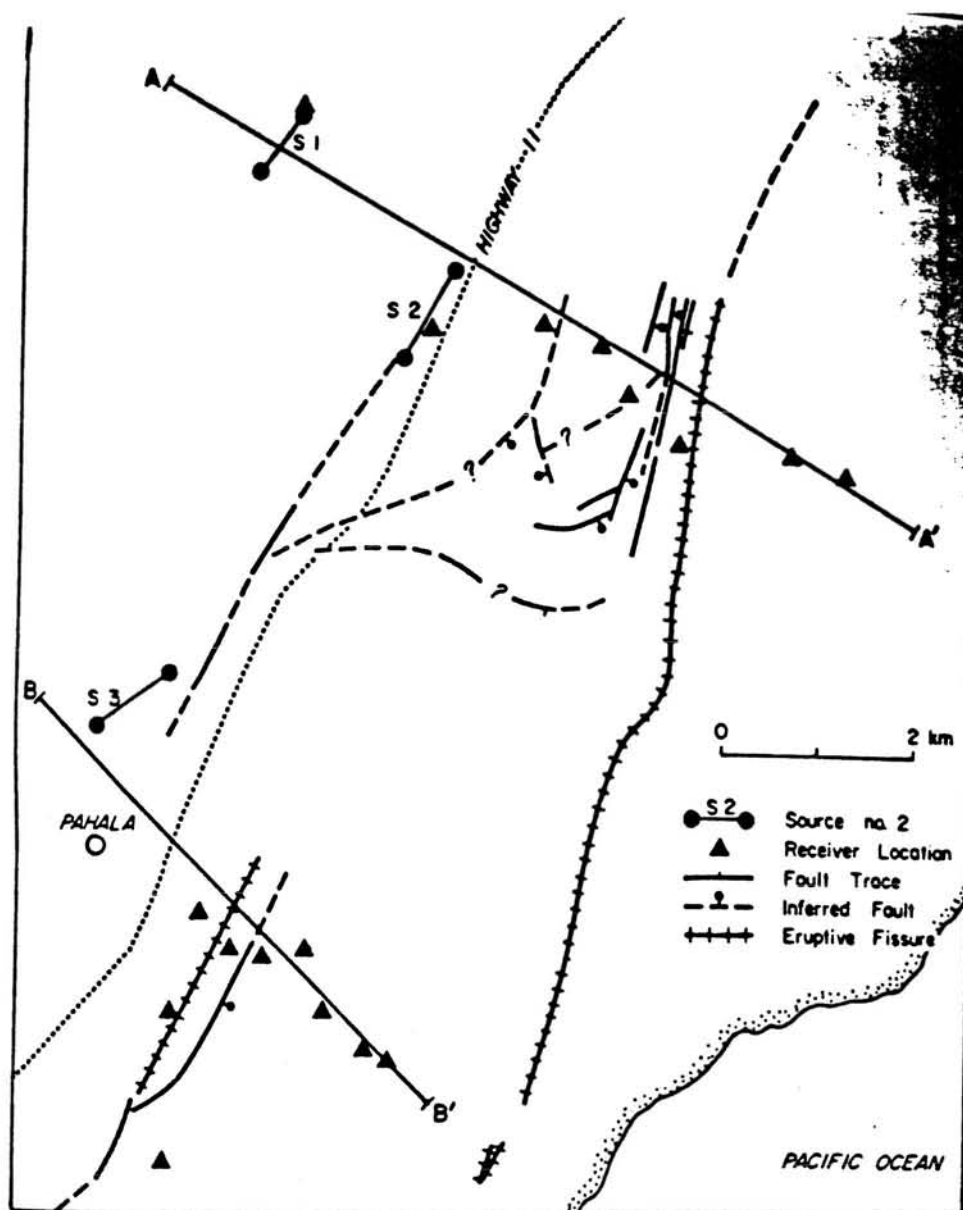 A
S 1
HIGHWAY 11
S 2
?
?
?
A'
B
S 3
PAHALA
0 2 km
S 2
Source no. 2
Receiver Location
Fault Trace
Inferred Fault
Eruptive Fissure
B'
PACIFIC OCEAN